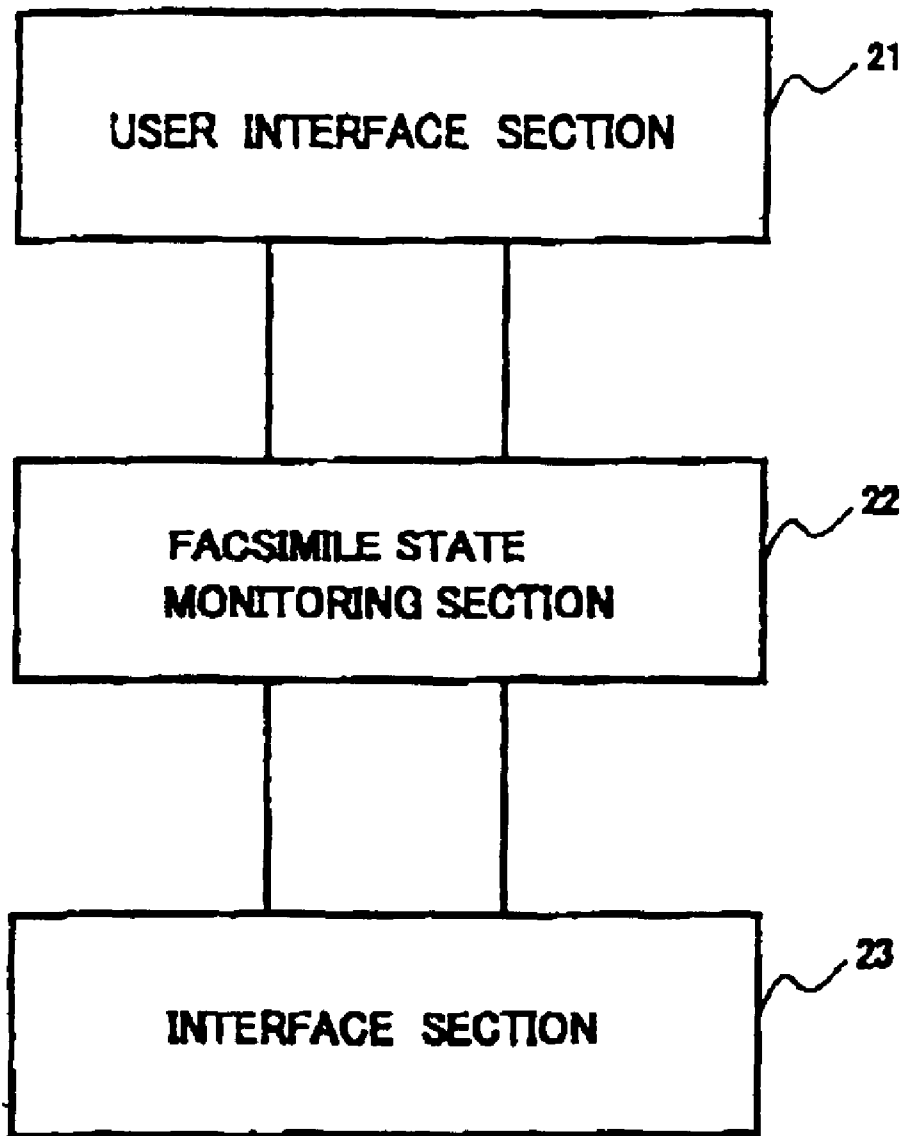 21
USER INTERFACE SECTION
22
FACSIMILE STATE
MONITORING SECTION
23
INTERFACE SECTION